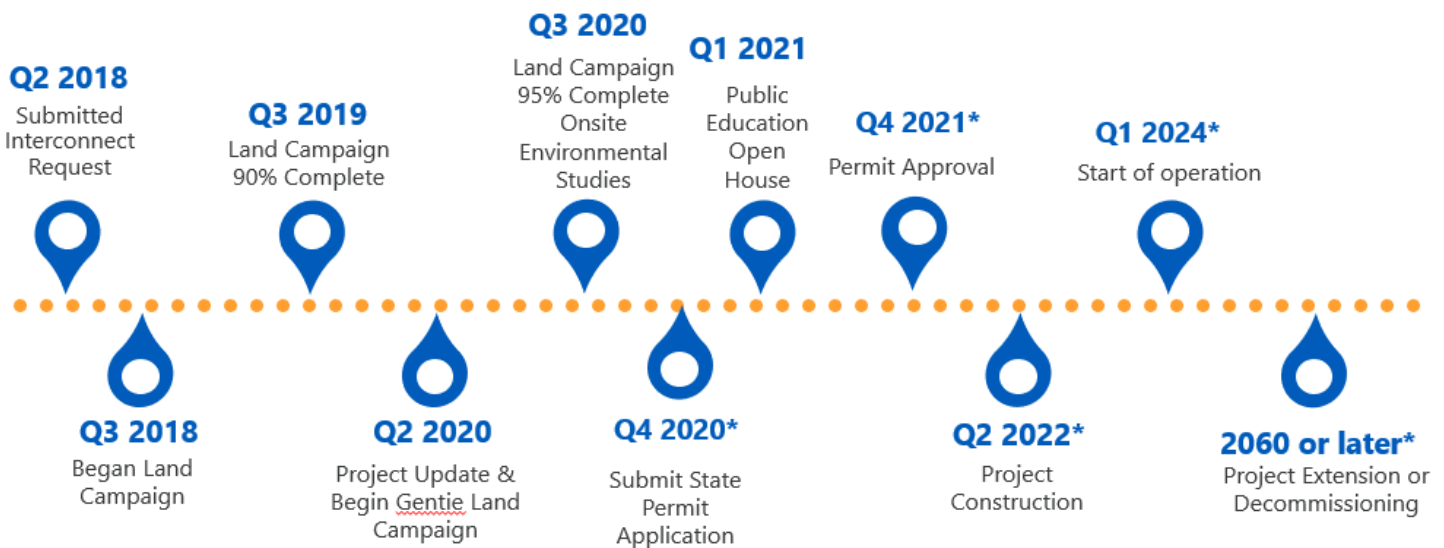 Q2 2018
Submitted
Interconnect
Request
Q3 2018
Began Land
Campaign
Q3 2019
Land Campaign
90% Complete
Q2 2020
Project Update &
Begin Gentie Land
Campaign
Q3 2020
Land Campaign
95% Complete
Onsite
Environmental
Studies
Q4 2020*
Submit State
Permit
Application
Q1 2021
Public
Education
Open
House
Q4 2021*
Permit Approval
Q2 2022*
Project
Construction
Q1 2024*
Start of operation
2060 or later*
Project Extension or
Decommissioning